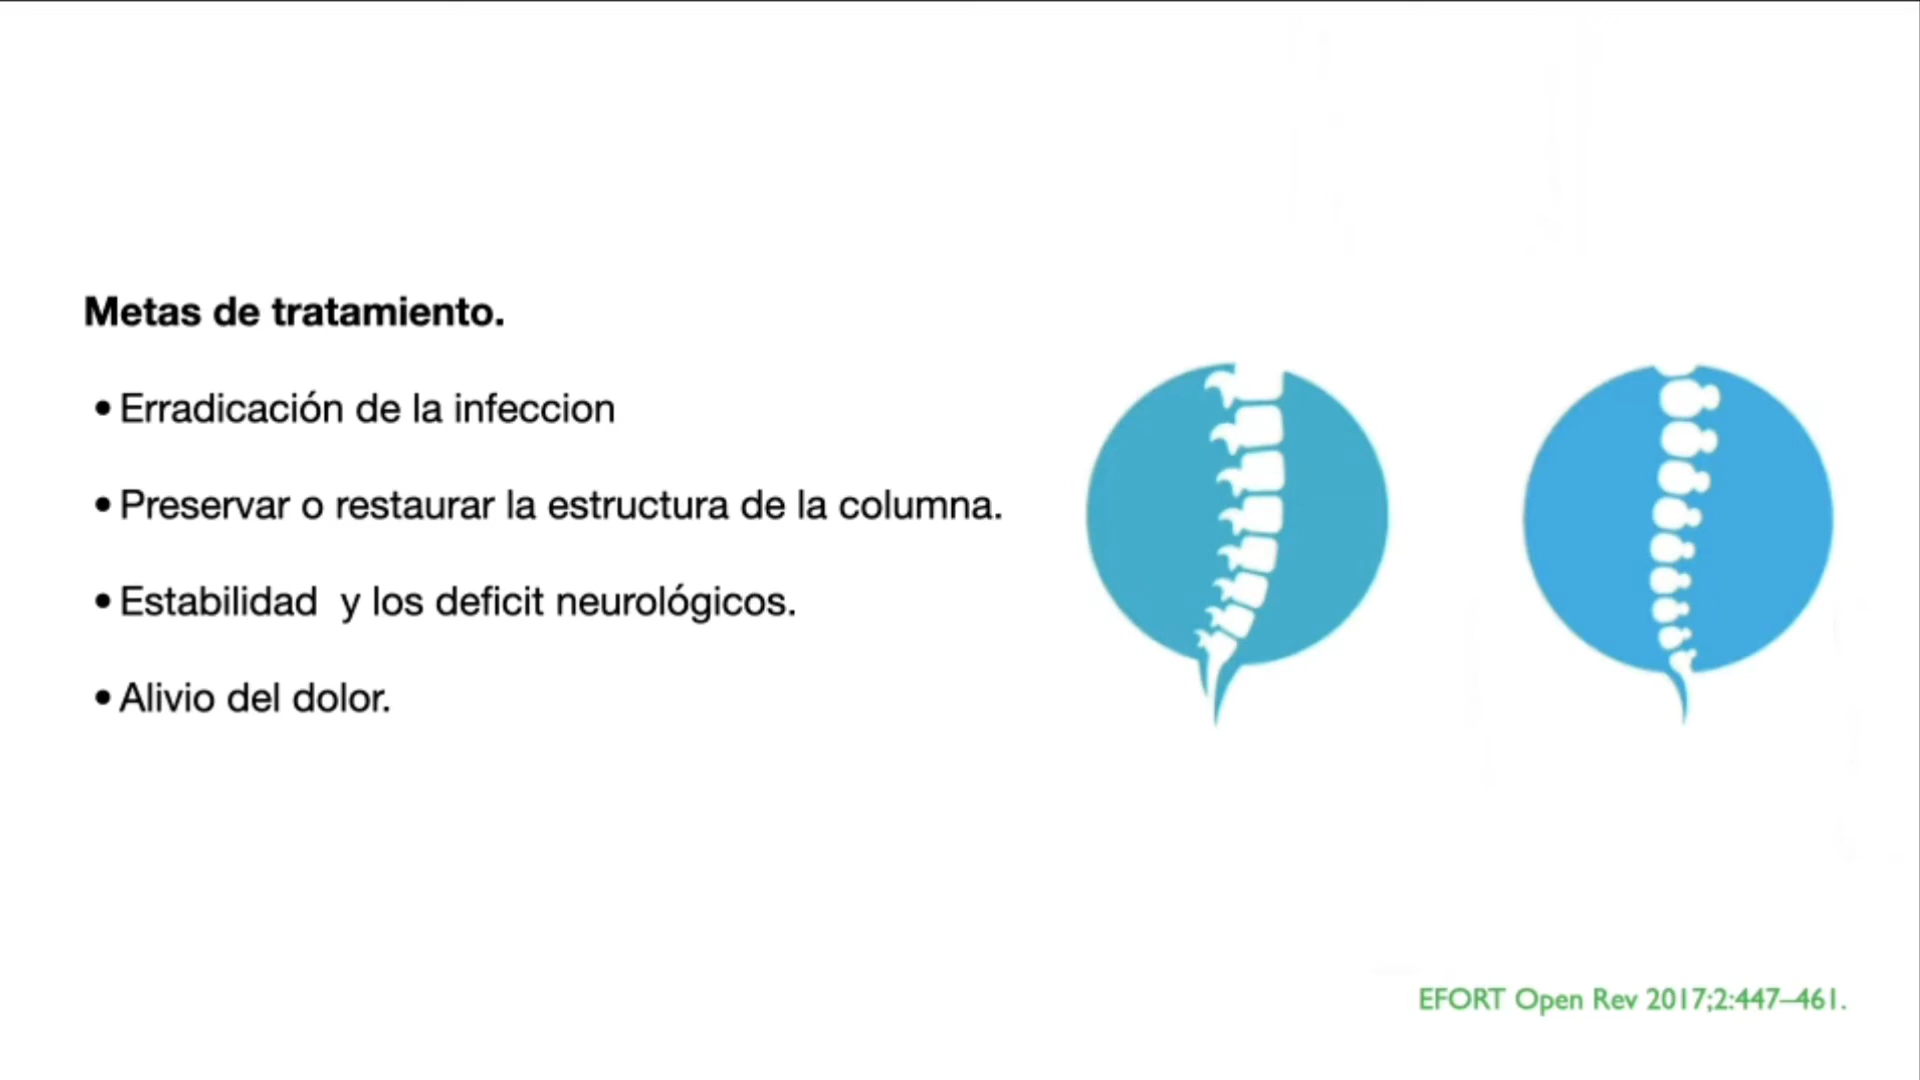 Metas de tratamiento.
• Erradicación de la infeccion
• Preservar o restaurar la estructura de la columna.
• Estabilidad  y los deficit neurológicos.
• Alivio del dolor.
EFORT Open Rev 2017;2:447–461.